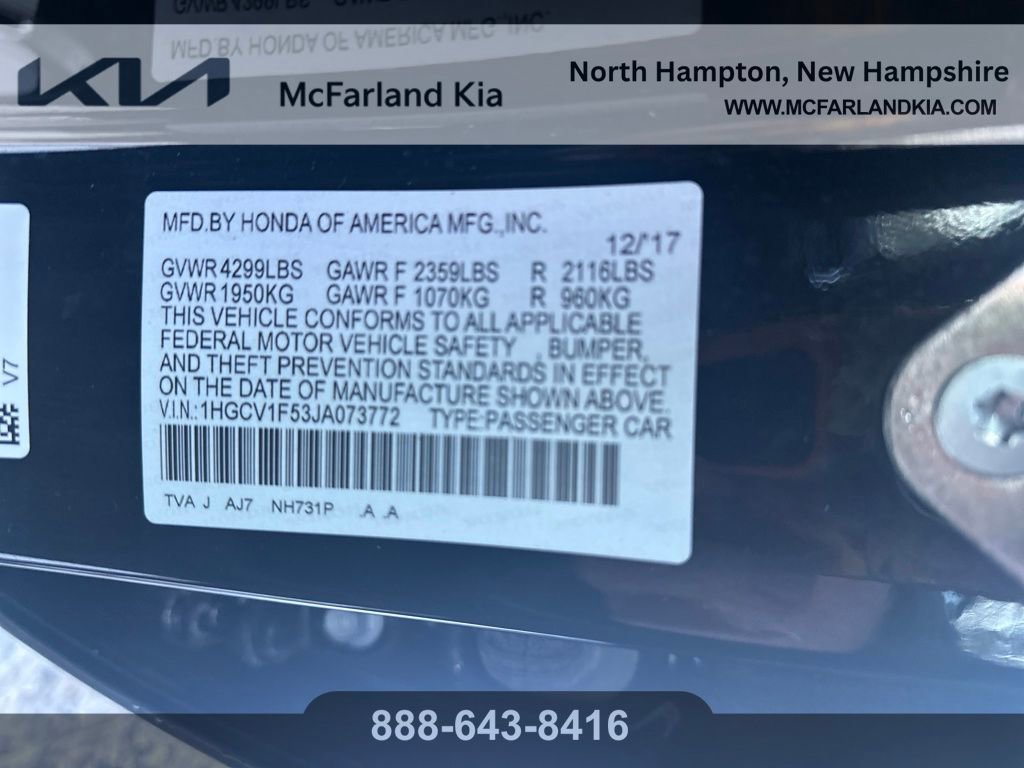 MFD.BY HONDA OF AMERICA MFG.,INC.
KIA
McFarland Kia
North Hampton, New Hampshire
WWW.MCFARLANDKIA.COM
MFD.BY HONDA OF AMERICA MFG.,INC.
12/'17
GVWR 4299LBS GAWR F 2359LBS R 2116LBS
GVWR 1950KG GAWR F 1070KG R 960KG
THIS VEHICLE CONFORMS TO ALL APPLICABLE
FEDERAL MOTOR VEHICLE SAFETY , BUMPER,
AND THEFT PREVENTION STANDARDS IN EFFECT
ON THE DATE OF MANUFACTURE SHOWN ABOVE.
V.I.N.:1HGCV1F53JA073772 TYPE:PASSENGER CAR
TVA J AJ7 NH731P .A .A
V7
888-643-8416